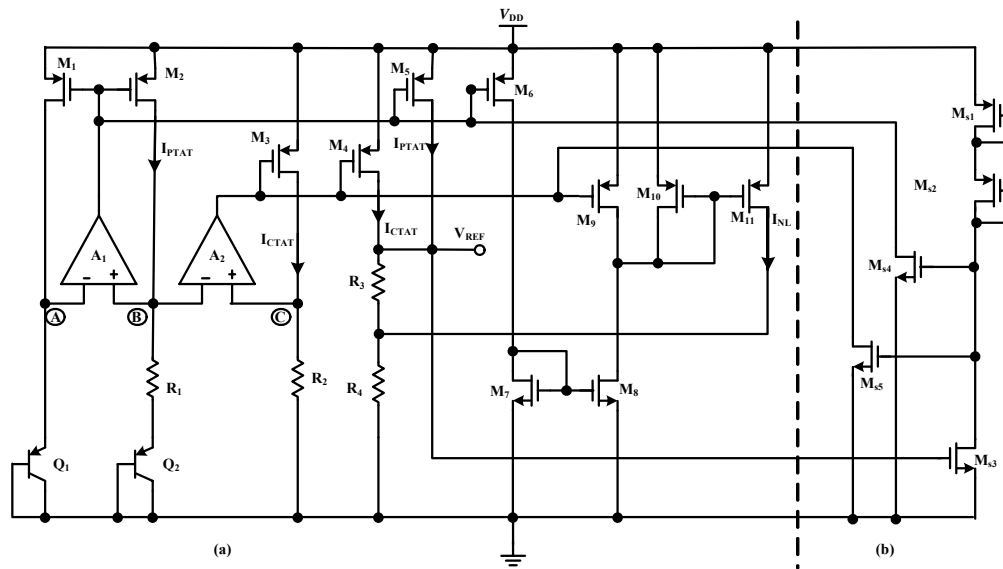 V_DD
M_1
M_2
M_5
M_6
M_s1
M_3
M_4
I_PTAT
I_PTAT
M_s2
M_10
M_9
M_11
I_NL
I_CTAT
V_REF
I_CTAT
A_1
A_2
- +
- +
M_s4
R_3
A
B
C
R_1
R_2
R_4
M_7
M_8
M_s5
Q_1
Q_2
M_s3
(a)
(b)